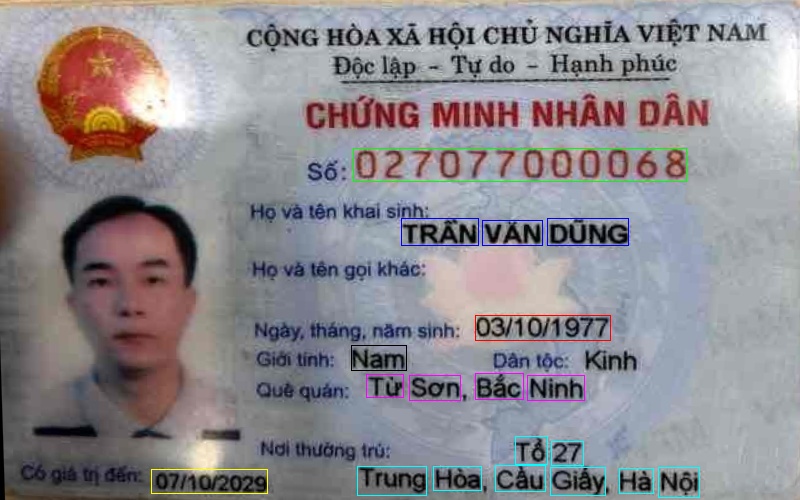 CỘNG HÒA XÃ HỘI CHỦ NGHĨA VIỆT NAM
Độc lập - Tự do - Hạnh phúc
CHỨNG MINH NHÂN DÂN
Số: 027077000068
Họ và tên khai sinh:
TRẦN VĂN DŨNG
Họ và tên gọi khác:
Ngày, tháng, năm sinh: 03/10/1977
Giới tính: Nam Dân tộc: Kinh
Quê quán: Từ Sơn, Bắc Ninh
Nơi thường trú: Tổ 27
Trung Hòa, Cầu Giấy, Hà Nội
Có giá trị đến: 07/10/2029